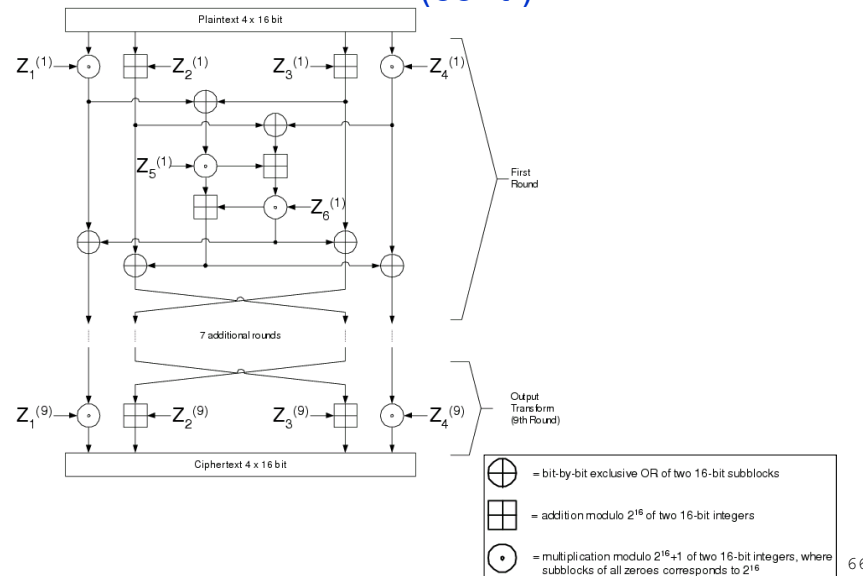 (cont.)
Plaintext 4 x 16 bit
Z1(1) Z2(1) Z3(1) Z4(1)
Z5(1)
Z6(1)
First
Round
7 additional rounds
Output
Transform
(9th Round)
Z1(9) Z2(9) Z3(9) Z4(9)
Ciphertext 4 x 16 bit
= bit-by-bit exclusive OR of two 16-bit subblocks
= addition modulo 2^16 of two 16-bit integers
= multiplication modulo 2^16+1 of two 16-bit integers, where
subblocks of all zeroes corresponds to 2^16
66